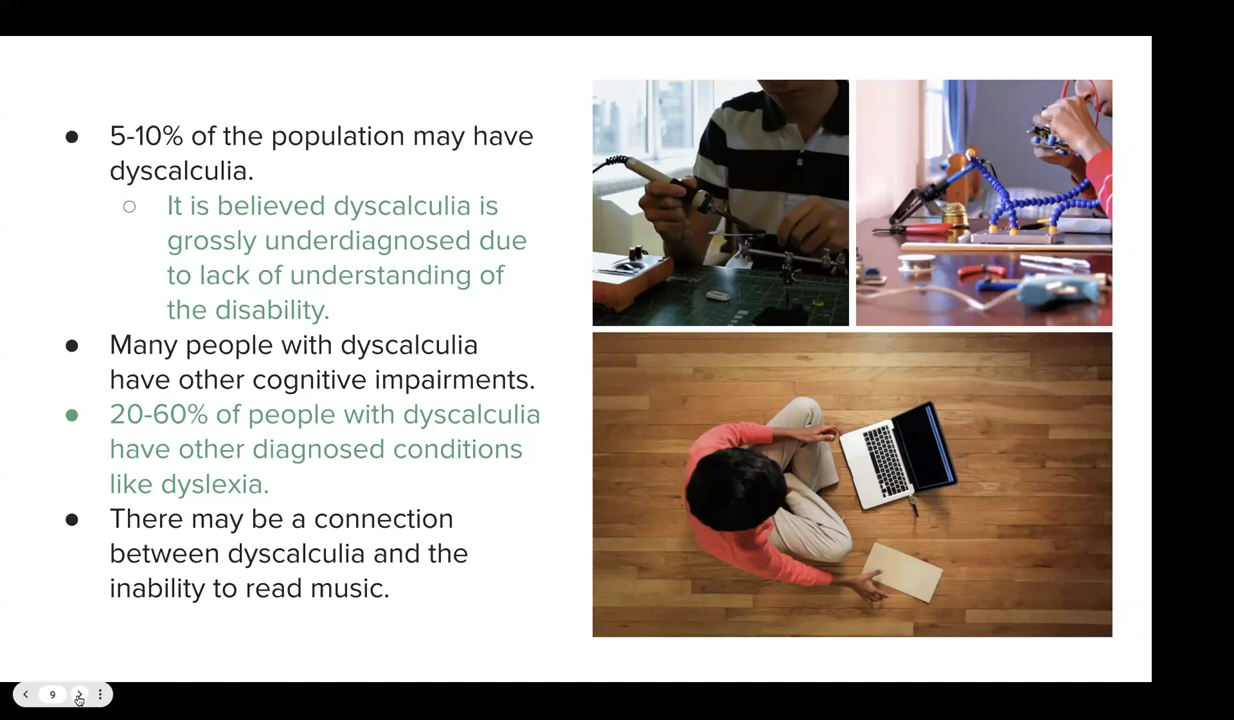 ● 5-10% of the population may have
dyscalculia.
○ It is believed dyscalculia is
grossly underdiagnosed due
to lack of understanding of
the disability.
● Many people with dyscalculia
have other cognitive impairments.
● 20-60% of people with dyscalculia
have other diagnosed conditions
like dyslexia.
● There may be a connection
between dyscalculia and the
inability to read music.
9